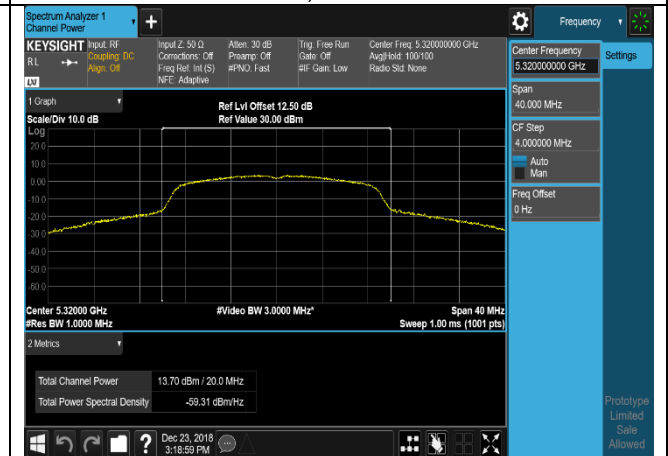 Spectrum Analyzer 1
Channel Power
Frequency
KEYSIGHT
RL
Input: RF
Coupling: DC
Align: Off
Input Z: 50 Ω
Corrections: Off
Freq Ref: Int (S)
NFE: Adaptive
Atten: 30 dB
Preamp: Off
#PNO: Fast
Trig: Free Run
Gate: Off
#IF Gain: Low
Center Freq: 5.320000000 GHz
Avg|Hold: 100/100
Radio Std: None
Center Frequency
5.320000000 GHz
Settings
Span
40.000 MHz
CF Step
4.000000 MHz
Auto
Man
Freq Offset
0 Hz
1 Graph
Scale/Div 10.0 dB
Ref Lvl Offset 12.50 dB
Ref Value 30.00 dBm
Log
20.0
10.0
0.00
-10.0
-20.0
-30.0
-40.0
-50.0
-60.0
Center 5.32000 GHz
#Res BW 1.0000 MHz
#Video BW 3.0000 MHz*
Span 40 MHz
Sweep 1.00 ms (1001 pts)
2 Metrics
Total Channel Power 13.70 dBm / 20.0 MHz
Total Power Spectral Density -59.31 dBm/Hz
Prototype
Limited
Sale
Allowed
?
Dec 23, 2018
3:18:59 PM